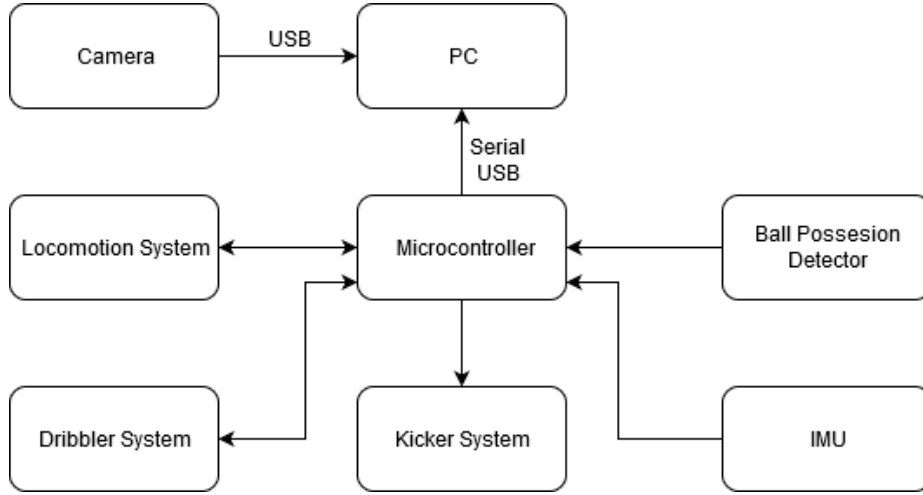 Camera
USB
PC
Serial
USB
Locomotion System
Microcontroller
Ball Possesion
Detector
Dribbler System
Kicker System
IMU